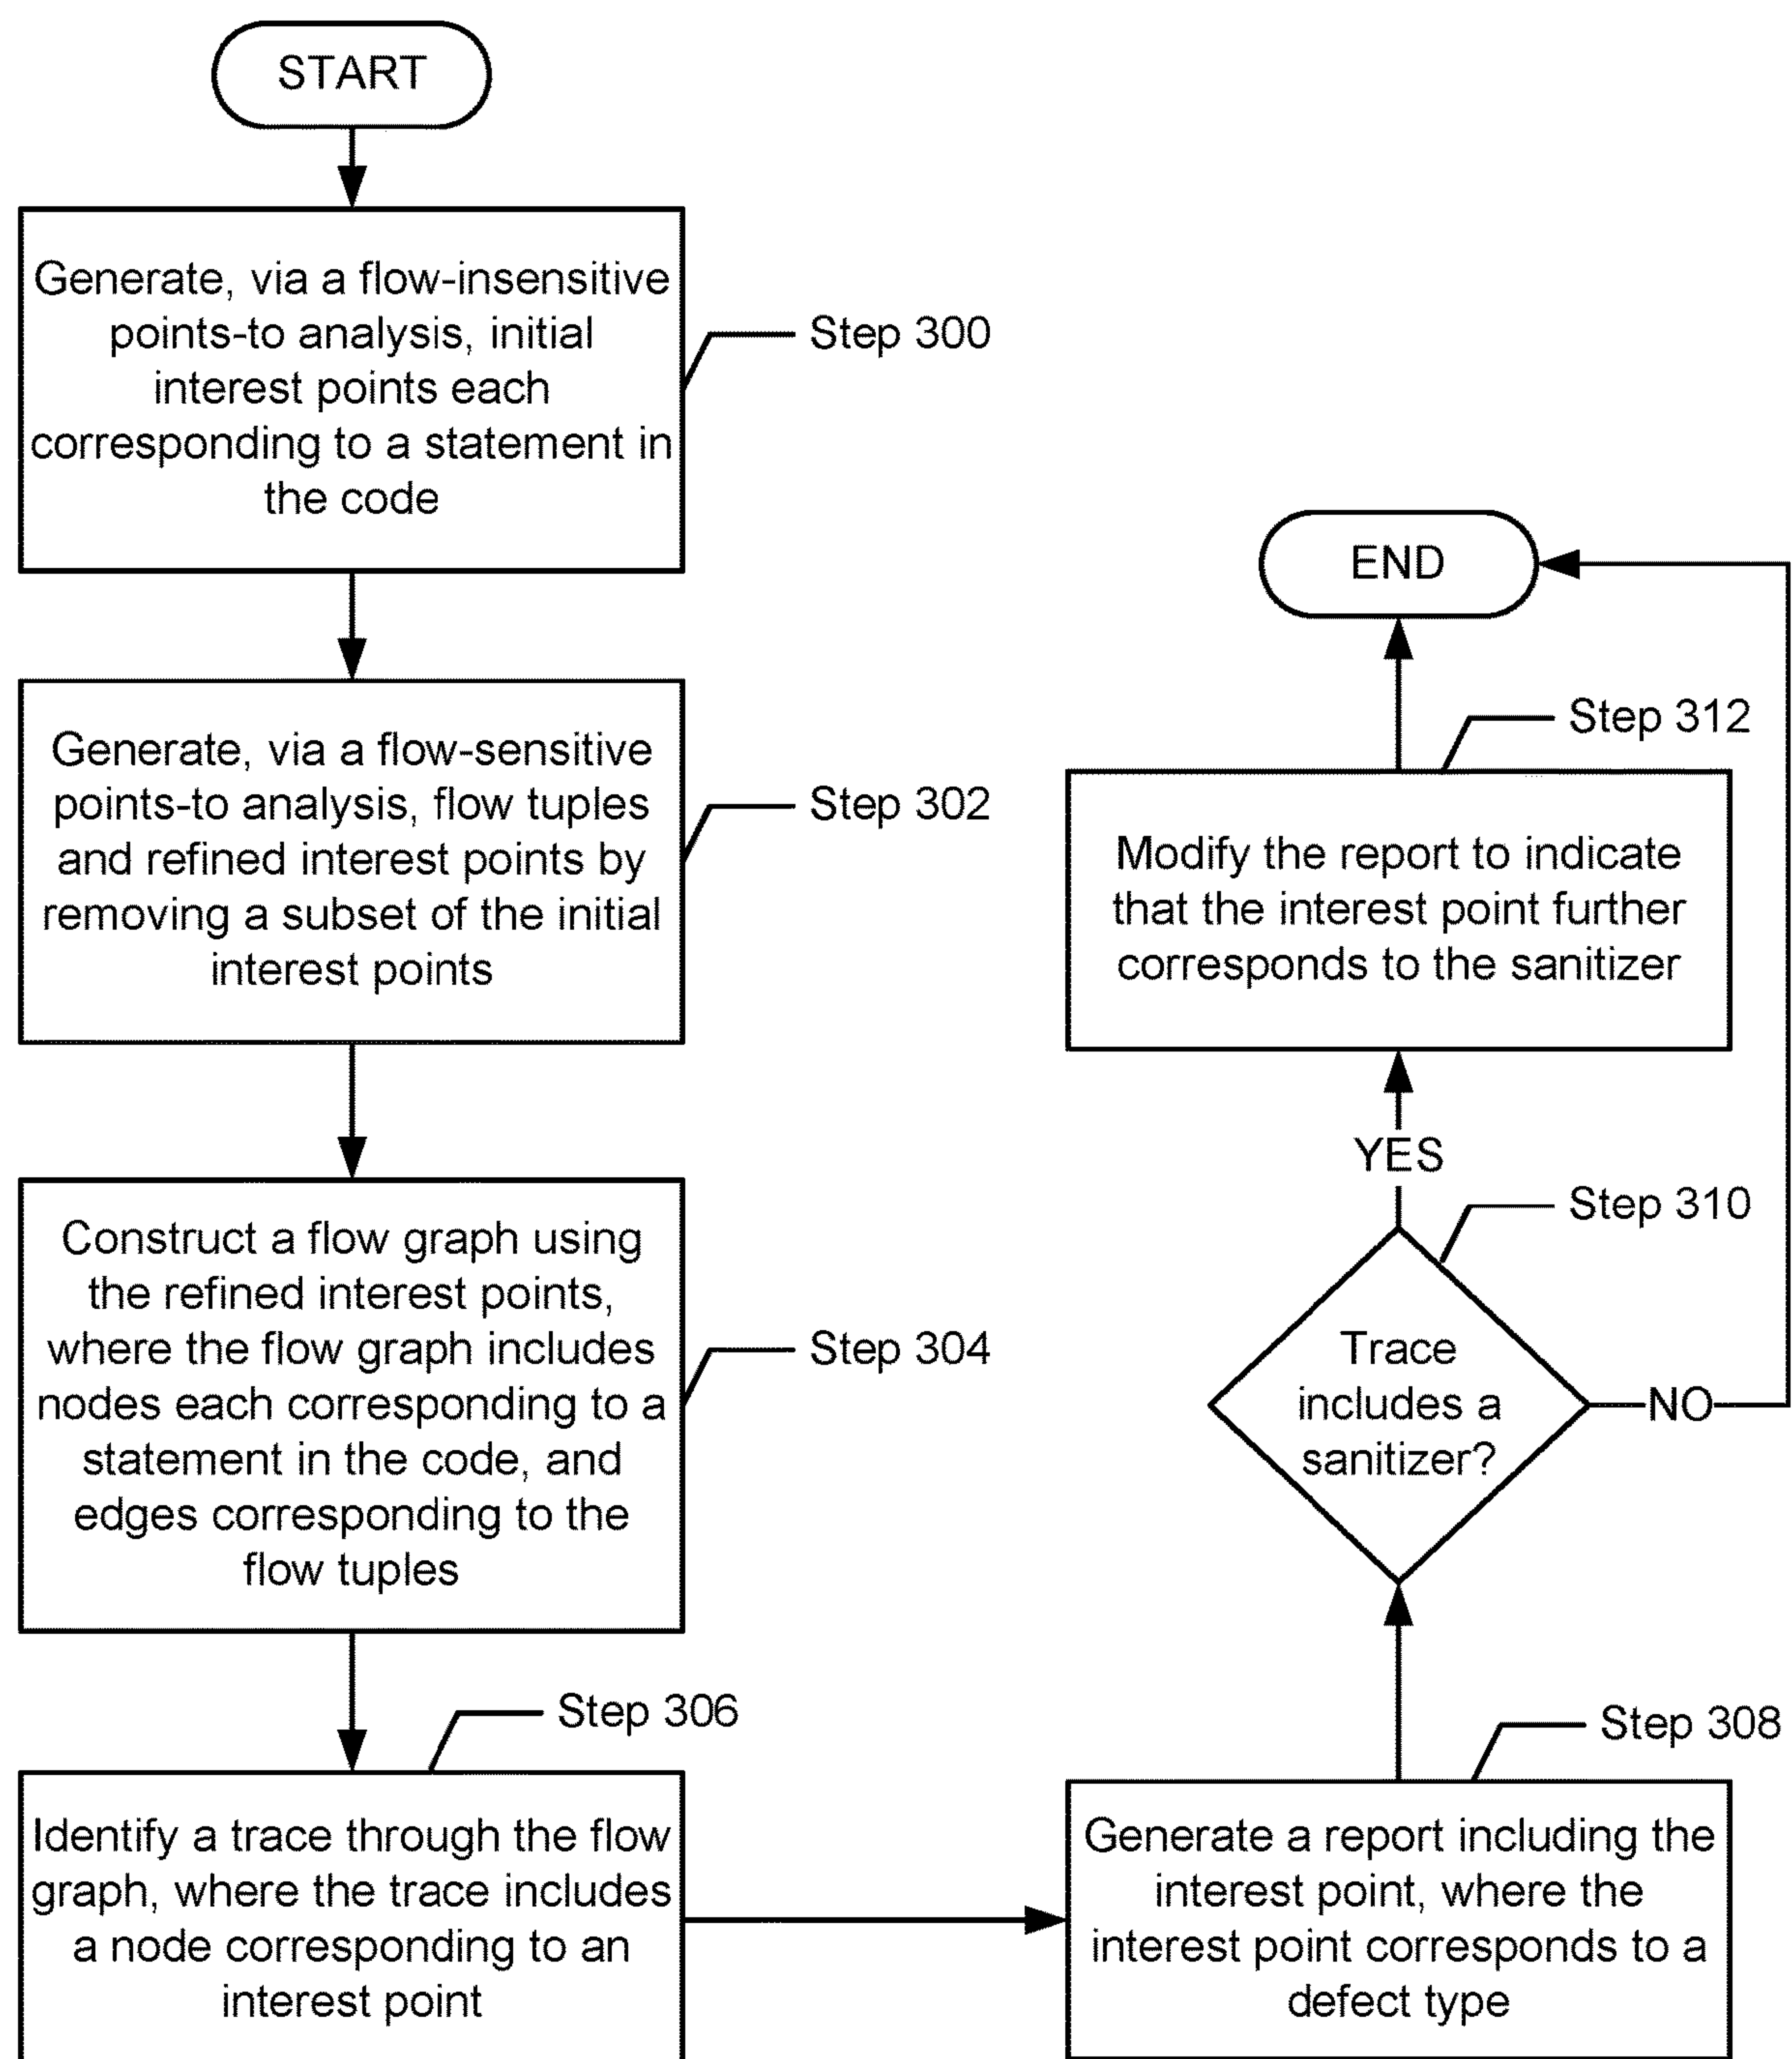 START
Generate, via a flow-insensitive
points-to analysis, initial
interest points each
corresponding to a statement in
the code
Step 300
Generate, via a flow-sensitive
points-to analysis, flow tuples
and refined interest points by
removing a subset of the initial
interest points
Step 302
Construct a flow graph using
the refined interest points,
where the flow graph includes
nodes each corresponding to a
statement in the code, and
edges corresponding to the
flow tuples
Step 304
Step 306
Identify a trace through the flow
graph, where the trace includes
a node corresponding to an
interest point
Step 308
Generate a report including the
interest point, where the
interest point corresponds to a
defect type
Step 310
Trace
includes a
sanitizer?
NO
YES
Step 312
Modify the report to indicate
that the interest point further
corresponds to the sanitizer
END